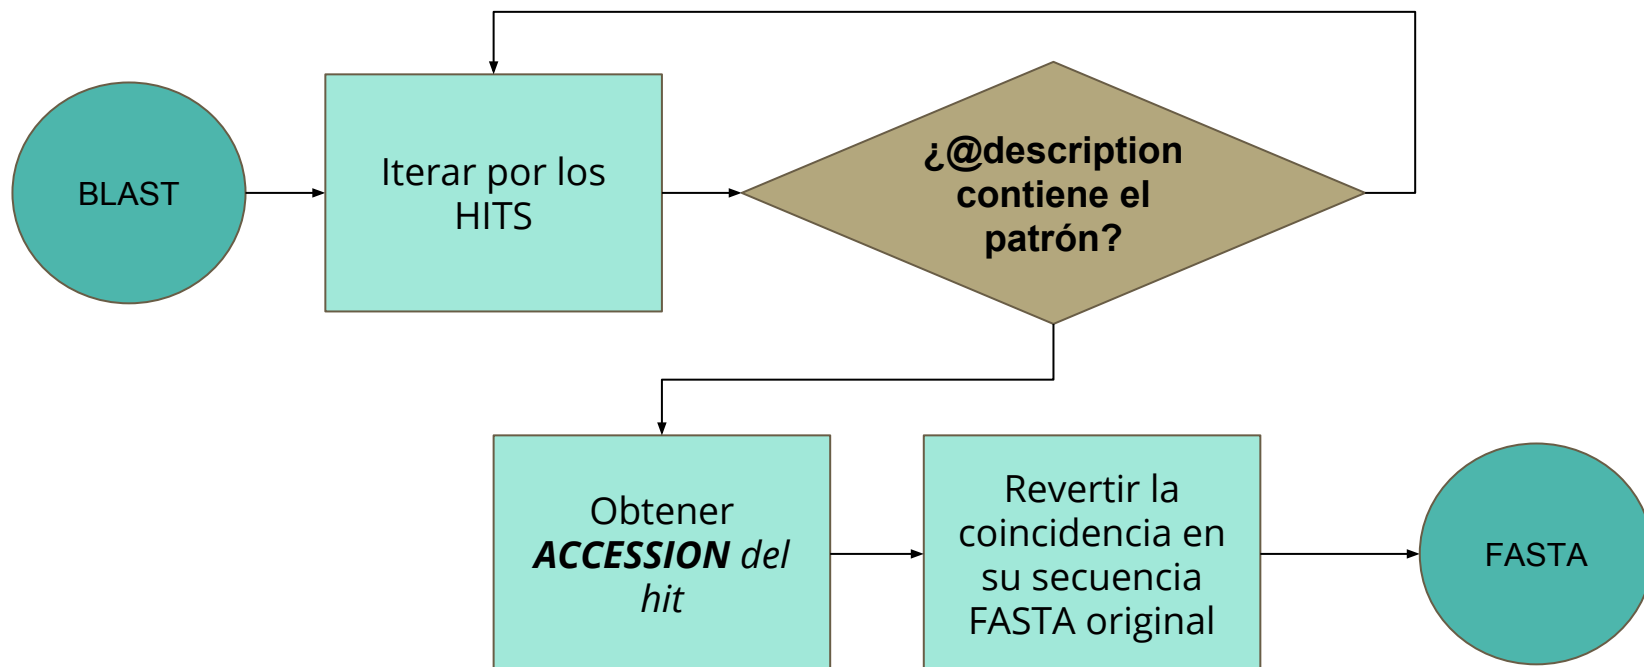 BLAST
Iterar por los
HITS
¿@description
contiene el
patrón?
Obtener
ACCESSION del
hit
Revertir la
coincidencia en
su secuencia
FASTA original
FASTA